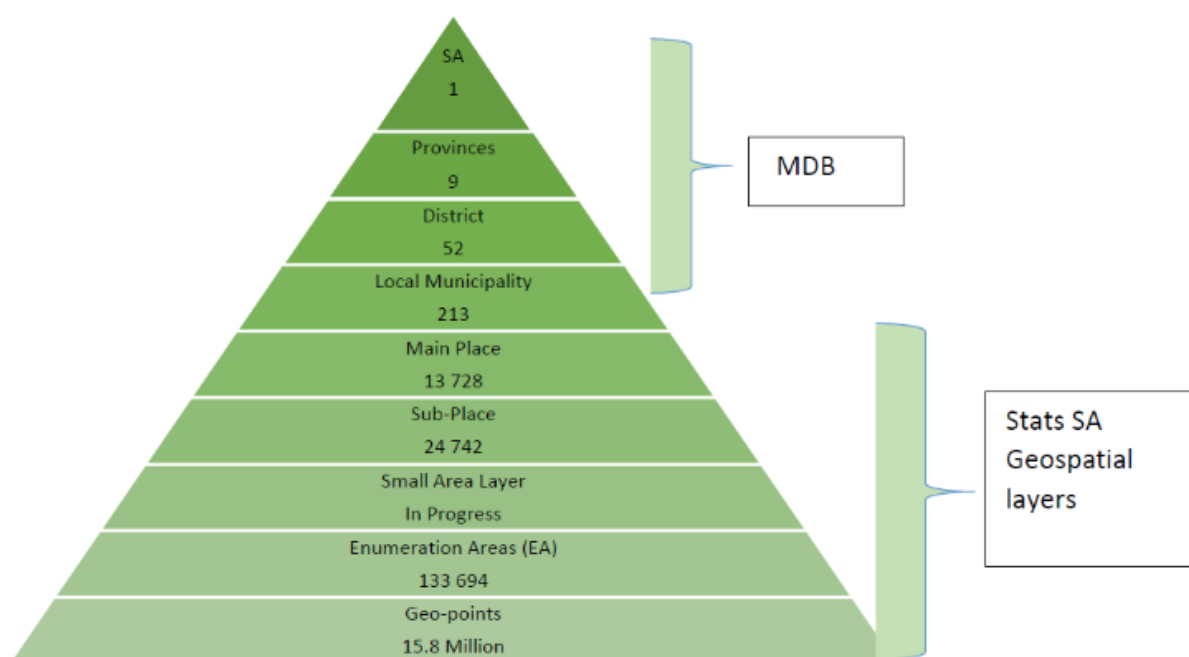 SA
1
Provinces
9
District
52
Local Municipality
213
Main Place
13 728
Sub-Place
24 742
Small Area Layer
In Progress
Enumeration Areas (EA)
133 694
Geo-points
15.8 Million
MDB
Stats SA
Geospatial
layers